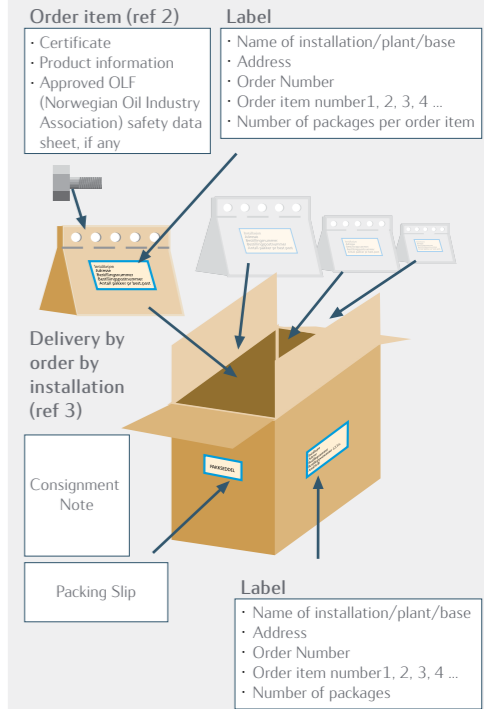 Order item (ref 2)
· Certificate
· Product information
· Approved OLF
(Norwegian Oil Industry
Association) safety data
sheet, if any
Label
· Name of installation/plant/base
· Address
· Order Number
· Order item number1, 2, 3, 4 ...
· Number of packages per order item
Delivery by
order by
installation
(ref 3)
PAKKSEDDEL
Consignment
Note
Packing Slip
Label
· Name of installation/plant/base
· Address
· Order Number
· Order item number1, 2, 3, 4 ...
· Number of packages